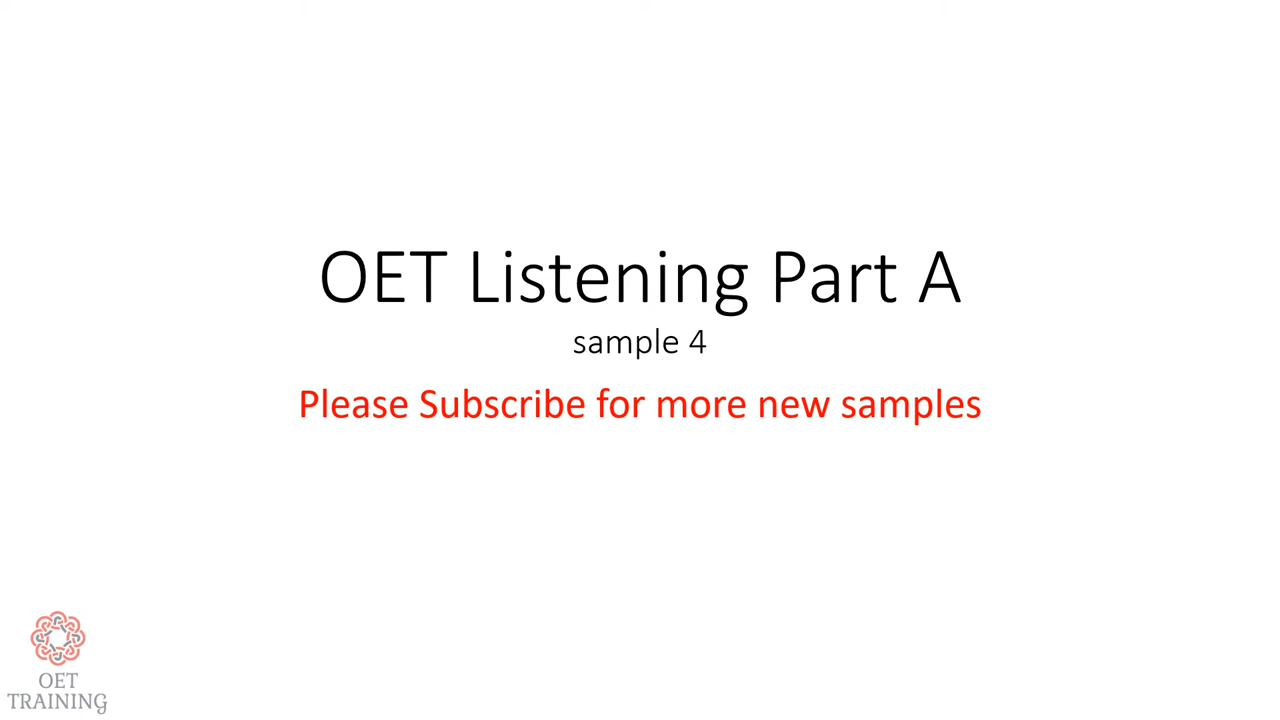 OET Listening Part A
sample 4
Please Subscribe for more new samples
OET
TRAINING